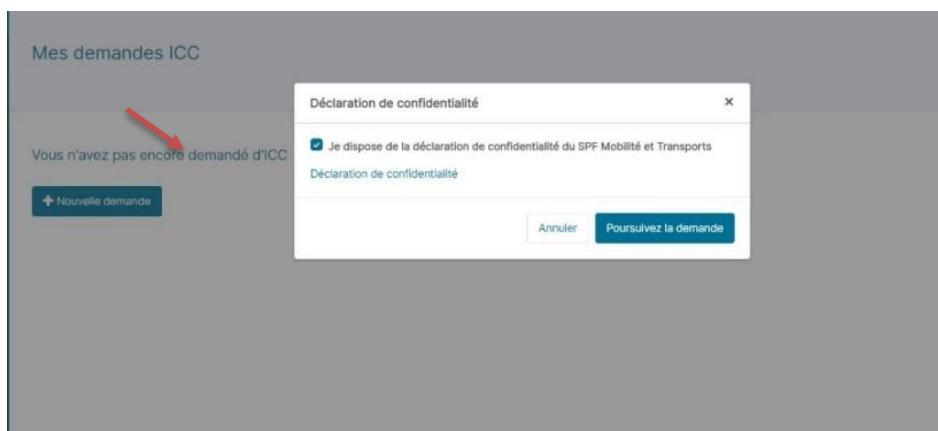 Mes demandes ICC
Déclaration de confidentialité ×
Je dispose de la déclaration de confidentialité du SPF Mobilité et Transports
Déclaration de confidentialité
Annuler Poursuivez la demande
Vous n'avez pas encore demandé d'ICC
+ Nouvelle demande